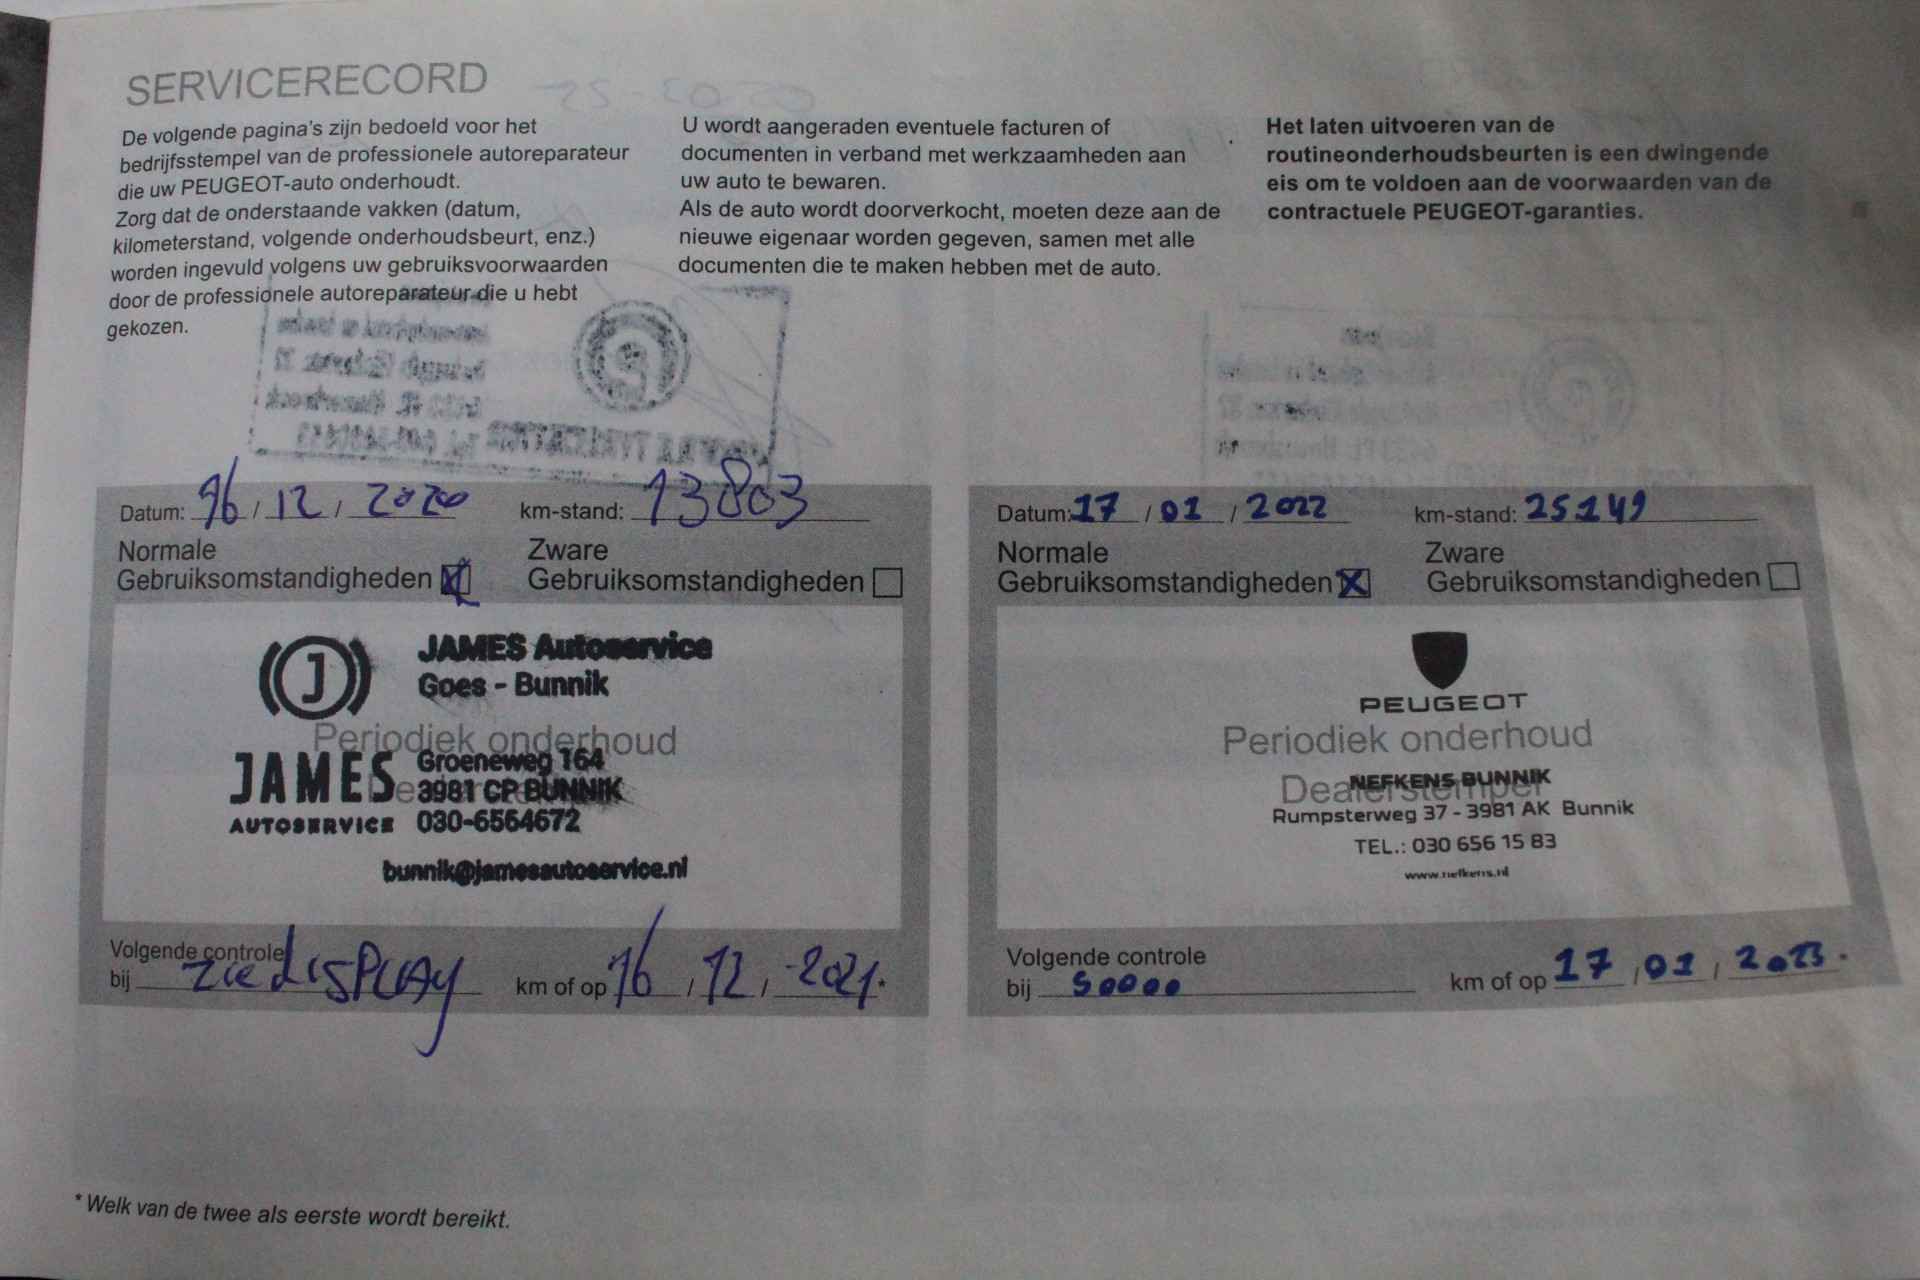 SERVICERECORD
De volgende pagina's zijn bedoeld voor het
bedrijfsstempel van de professionele autoreparateur
die uw PEUGEOT-auto onderhoudt.
Zorg dat de onderstaande vakken (datum,
kilometerstand, volgende onderhoudsbeurt, enz.)
worden ingevuld volgens uw gebruiksvoorwaarden
door de professionele autoreparateur die u hebt
gekozen.
U wordt aangeraden eventuele facturen of
documenten in verband met werkzaamheden aan
uw auto te bewaren.
Als de auto wordt doorverkocht, moeten deze aan de
nieuwe eigenaar worden gegeven, samen met alle
documenten die te maken hebben met de auto.
Het laten uitvoeren van de
routineonderhoudsbeurten is een dwingende
eis om te voldoen aan de voorwaarden van de
contractuele PEUGEOT-garanties.
Datum: 16 / 12 / 2020 km-stand: 13803
Normale Zware
Gebruiksomstandigheden Gebruiksomstandigheden
J
JAMES Autoservice
Goes - Bunnik
Periodiek onderhoud
JAMES
AUTOSERVICE
Groeneweg 164
3981 CP BUNNIK
030-6564672
bunnik@jamesautoservice.nl
Volgende controle
bij zie display km of op 16 / 12 / 2021 *
Datum: 17 / 01 / 2022 km-stand: 25149
Normale Zware
Gebruiksomstandigheden Gebruiksomstandigheden
PEUGEOT
Periodiek onderhoud
Dealerstempel
NEFKENS BUNNIK
Rumpsterweg 37 - 3981 AK Bunnik
TEL.: 030 656 15 83
www.nefkens.nl
Volgende controle
bij 50000 km of op 17 / 01 / 2023 *
* Welk van de twee als eerste wordt bereikt.